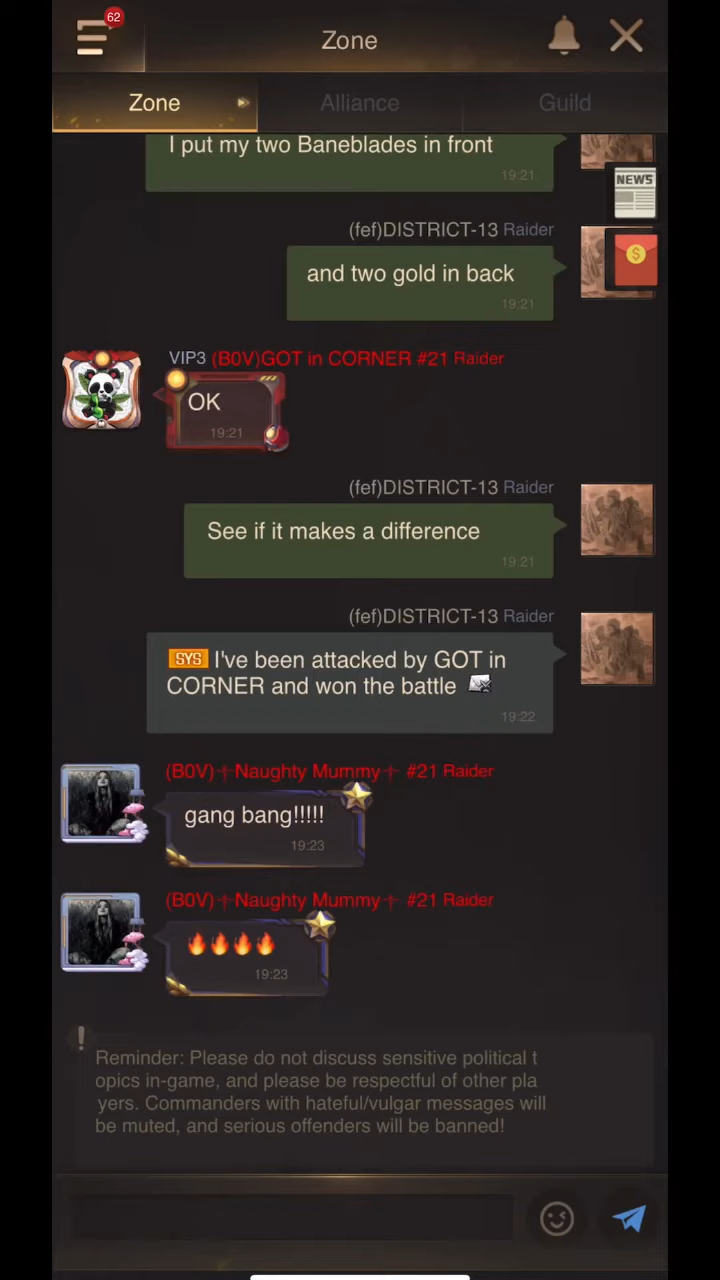 62
Zone
Zone
Alliance
Guild
I put my two Baneblades in front
19:21
NEWS
(fef)DISTRICT-13 Raider
and two gold in back
19:21
VIP3 (B0V)GOT in CORNER #21 Raider
OK
19:21
(fef)DISTRICT-13 Raider
See if it makes a difference
19:21
(fef)DISTRICT-13 Raider
SYS I've been attacked by GOT in
CORNER and won the battle
19:22
(B0V)┼Naughty Mummy┼ #21 Raider
gang bang!!!!!
19:23
(B0V)┼Naughty Mummy┼ #21 Raider
🔥🔥🔥🔥
19:23
Reminder: Please do not discuss sensitive political t
opics in-game, and please be respectful of other pla
yers. Commanders with hateful/vulgar messages will
be muted, and serious offenders will be banned!